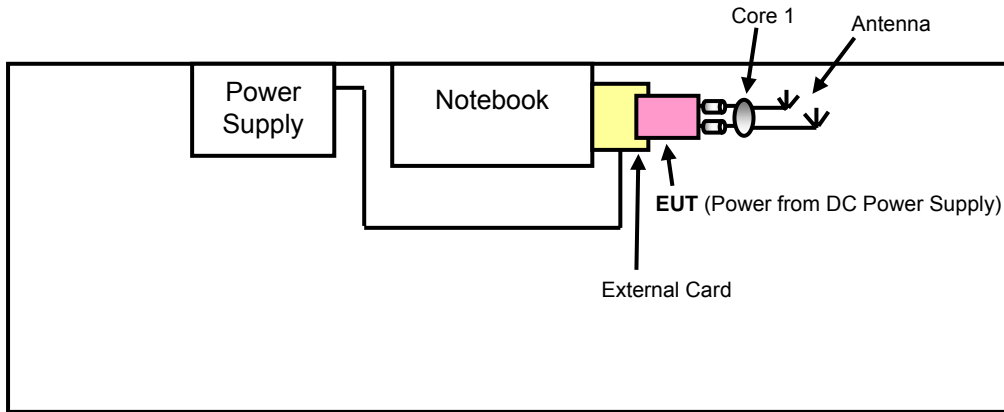 Core 1
Antenna
Power
Supply
Notebook
EUT (Power from DC Power Supply)
External Card